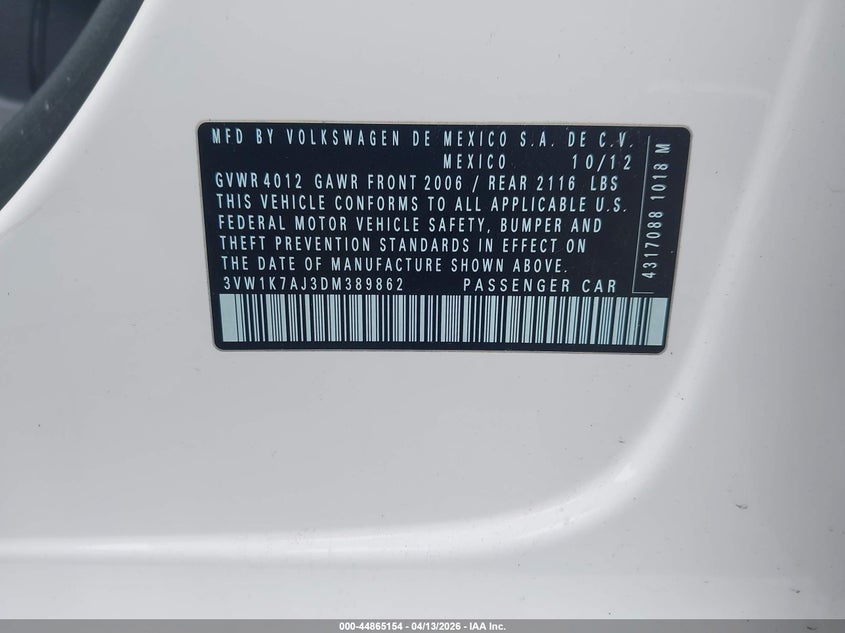 MFD BY VOLKSWAGEN DE MEXICO S.A. DE C.V.
MEXICO 10/12
GVWR 4012 GAWR FRONT 2006 / REAR 2116 LBS
THIS VEHICLE CONFORMS TO ALL APPLICABLE U.S.
FEDERAL MOTOR VEHICLE SAFETY, BUMPER AND
THEFT PREVENTION STANDARDS IN EFFECT ON
THE DATE OF MANUFACTURE SHOWN ABOVE.
3VW1K7AJ3DM389862 PASSENGER CAR
4317088 1018 M
000-44865154 - 04/13/2026 - IAA Inc.